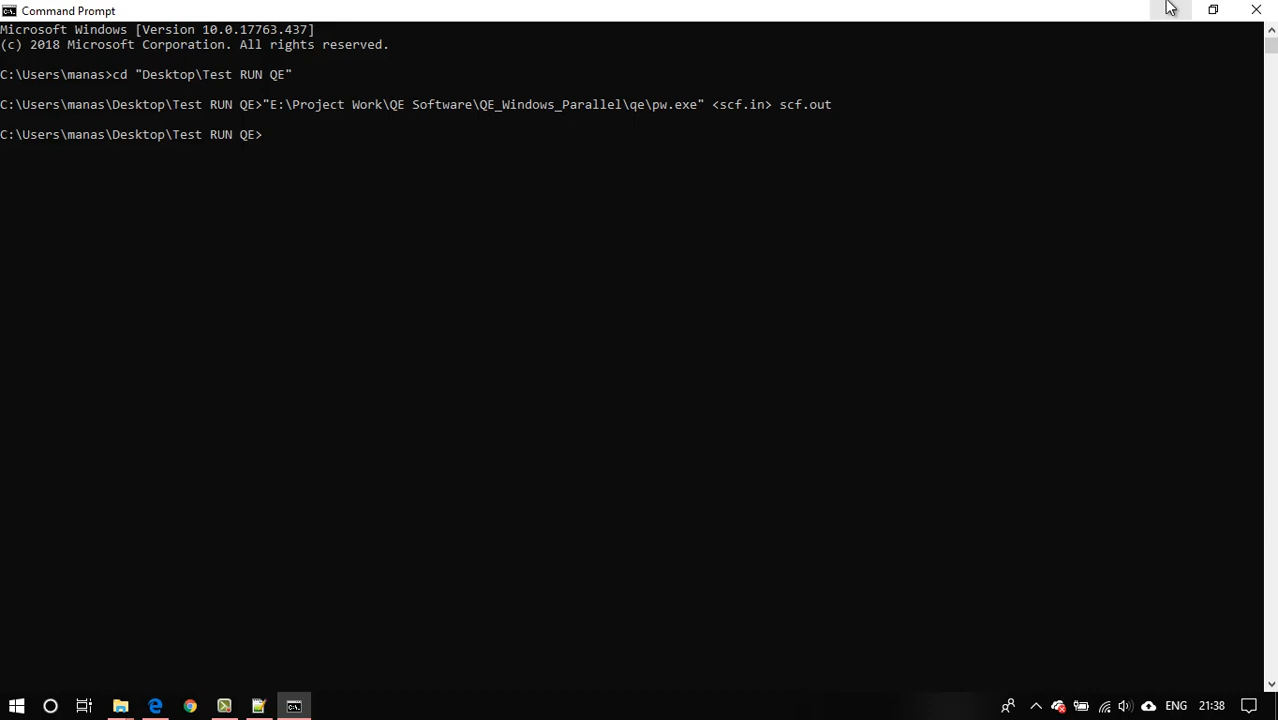 Command Prompt
Microsoft Windows [Version 10.0.17763.437]
(c) 2018 Microsoft Corporation. All rights reserved.
C:\Users\manas>cd "Desktop\Test RUN QE"
C:\Users\manas\Desktop\Test RUN QE>"E:\Project Work\QE Software\QE_Windows_Parallel\qe\pw.exe" <scf.in> scf.out
C:\Users\manas\Desktop\Test RUN QE>
ENG 21:38